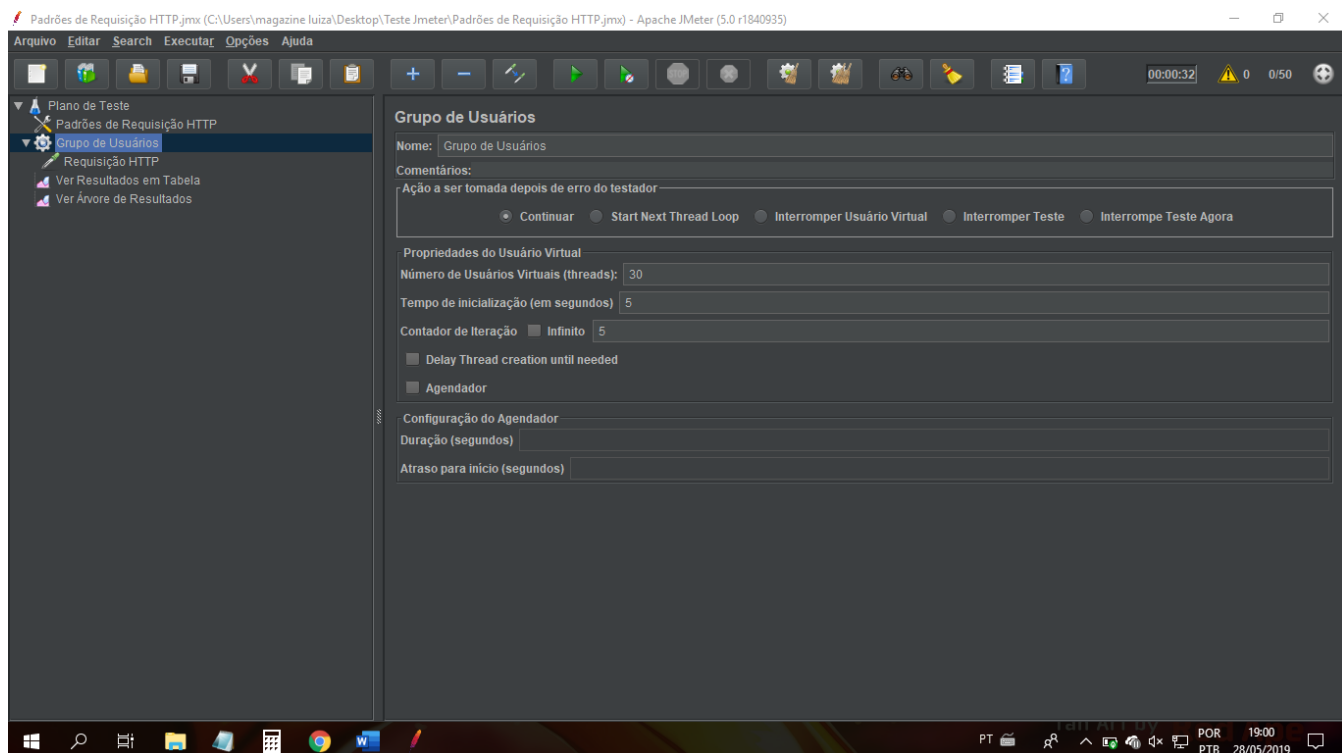 Padrões de Requisição HTTP.jmx (C:\Users\magazine luiza\Desktop\Teste Jmeter\Padrões de Requisição HTTP.jmx) - Apache JMeter (5.0 r1840935)
Arquivo Editar Search Executar Opções Ajuda
STOP 00:00:32 0 0/50
Plano de Teste
Padrões de Requisição HTTP
Grupo de Usuários
Requisição HTTP
Ver Resultados em Tabela
Ver Árvore de Resultados
Grupo de Usuários
Nome: Grupo de Usuários
Comentários:
Ação a ser tomada depois de erro do testador
Continuar Start Next Thread Loop Interromper Usuário Virtual Interromper Teste Interrompe Teste Agora
Propriedades do Usuário Virtual
Número de Usuários Virtuais (threads): 30
Tempo de inicialização (em segundos) 5
Contador de Iteração Infinito 5
Delay Thread creation until needed
Agendador
Configuração do Agendador
Duração (segundos)
Atraso para início (segundos)
PT POR 19:00
PTB 28/05/2019